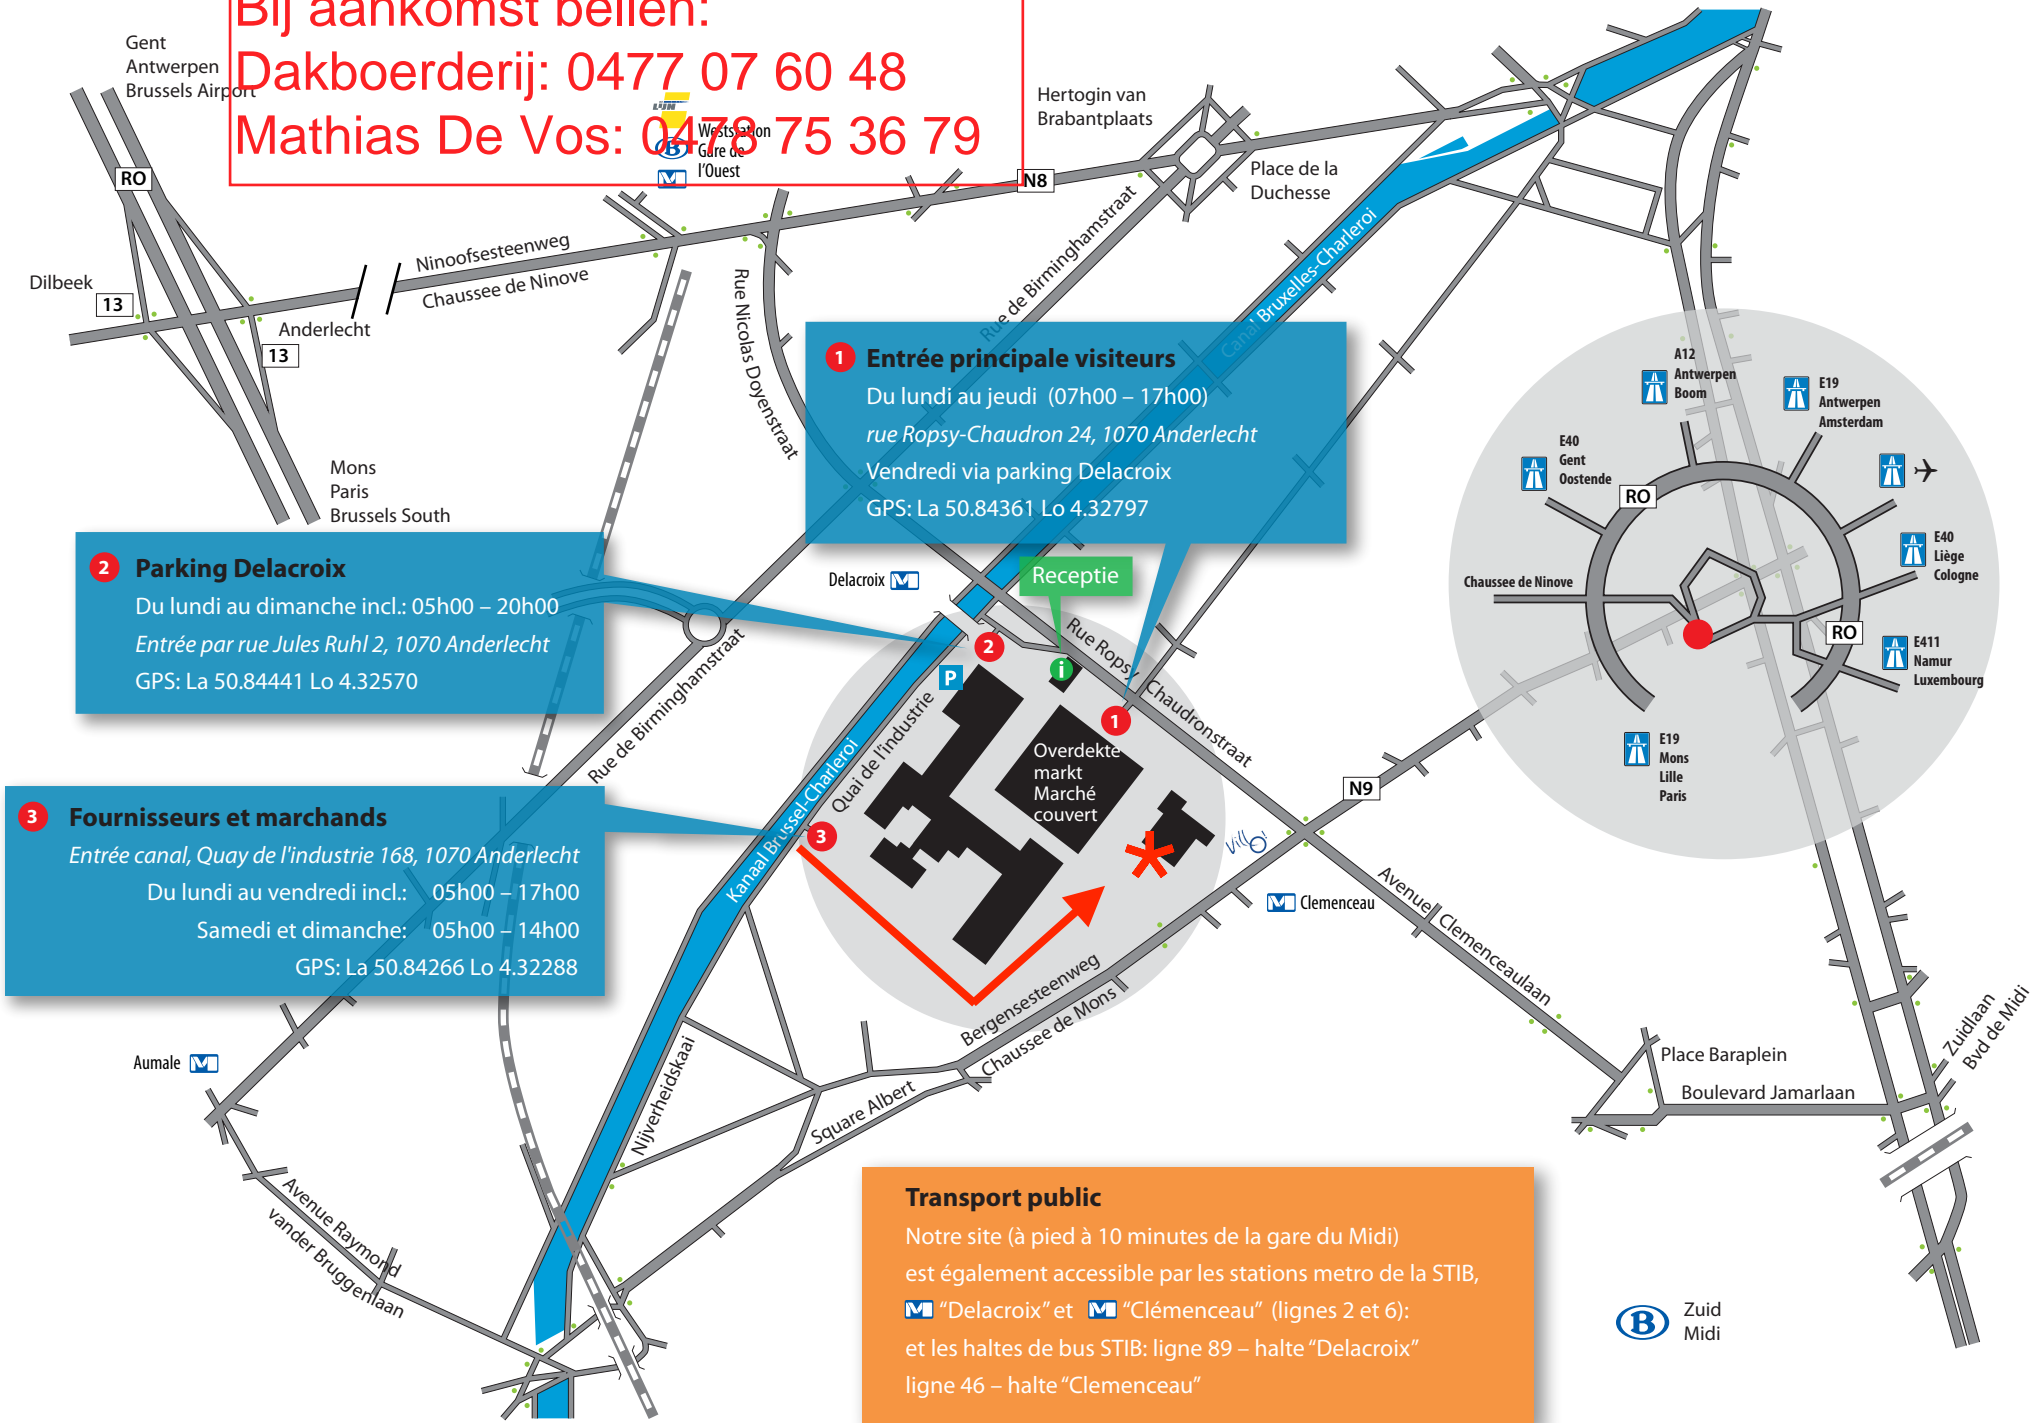 Bij aankomst bellen:
Dakboerderij: 0477 07 60 48
Mathias De Vos: 0478 75 36 79
Gent
Antwerpen
Brussels Airport
LIJN
Weststation
Gare de
l'Ouest
B
M
Hertogin van
Brabantplaats
Place de la
Duchesse
N8
RO
Dilbeek
13
Anderlecht
13
Ninoofsesteenweg
Chaussee de Ninove
Rue Nicolas Doyenstraat
Rue de Birminghamstraat
Canal Bruxelles-Charleroi
Mons
Paris
Brussels South
1 Entrée principale visiteurs
Du lundi au jeudi (07h00 – 17h00)
rue Ropsy-Chaudron 24, 1070 Anderlecht
Vendredi via parking Delacroix
GPS: La 50.84361 Lo 4.32797
A12
Antwerpen
Boom
E19
Antwerpen
Amsterdam
E40
Gent
Oostende
RO
E40
Liège
Cologne
Chaussee de Ninove
RO
E411
Namur
Luxembourg
E19
Mons
Lille
Paris
2 Parking Delacroix
Du lundi au dimanche incl.: 05h00 – 20h00
Entrée par rue Jules Ruhl 2, 1070 Anderlecht
GPS: La 50.84441 Lo 4.32570
Delacroix M
Receptie
2
i
P
1
Rue Ropsy Chaudronstraat
Quai de l'industrie
Kanaal Brussel-Charleroi
Rue de Birminghamstraat
Overdekte
markt
Marché
couvert
3 Fournisseurs et marchands
Entrée canal, Quay de l'industrie 168, 1070 Anderlecht
Du lundi au vendredi incl.: 05h00 – 17h00
Samedi et dimanche: 05h00 – 14h00
GPS: La 50.84266 Lo 4.32288
3
N9
Villo!
M Clemenceau
Avenue Clemenceaulaan
Bergensesteenweg
Chaussee de Mons
Aumale M
Nijverheidskaai
Square Albert
Place Baraplein
Boulevard Jamarlaan
Zuidlaan
Bvd de Midi
Avenue Raymond
vander Bruggenlaan
Transport public
Notre site (à pied à 10 minutes de la gare du Midi)
est également accessible par les stations metro de la STIB,
M “Delacroix” et M “Clémenceau” (lignes 2 et 6):
et les haltes de bus STIB: ligne 89 – halte “Delacroix”
ligne 46 – halte “Clemenceau”
B
Zuid
Midi